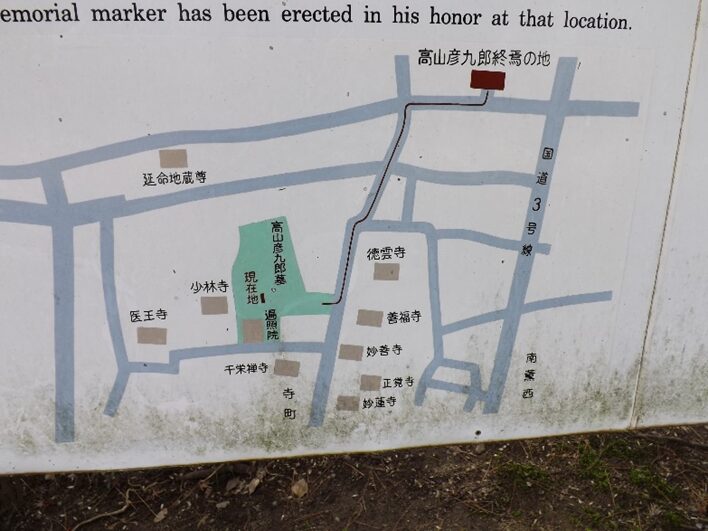 emorial marker has been erected in his honor at that location.
高山彦九郎終焉の地
国道3号線
延命地蔵尊
高山彦九郎墓
現在地
徳雲寺
少林寺
遍照院
医王寺
善福寺
妙善寺
千栄禅寺
正覚寺
妙蓮寺
寺町
南薫西